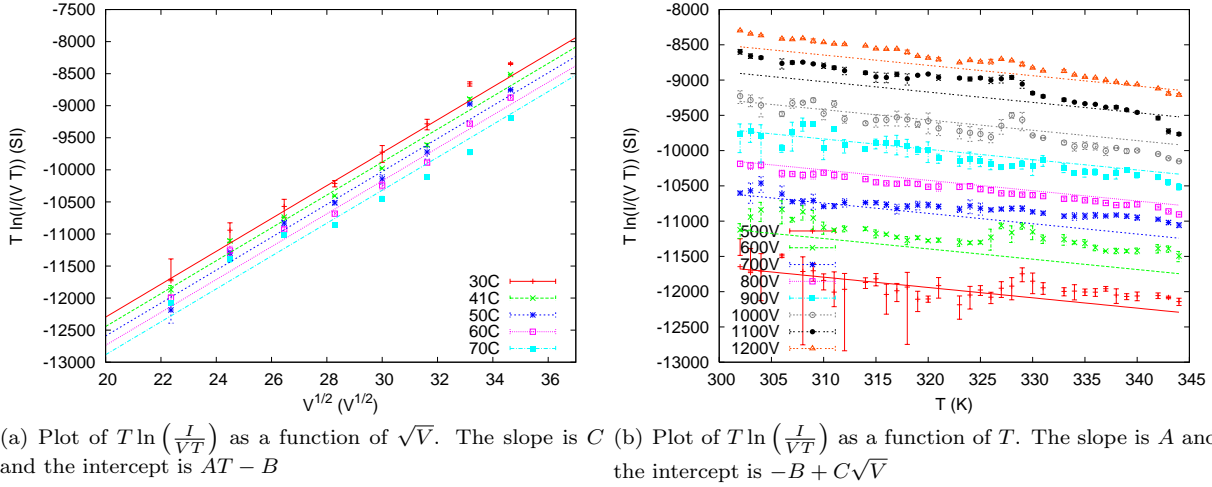 -7500
-8000
-8500
-9000
-9500
-10000
-10500
-11000
-11500
-12000
-12500
-13000
T ln(I/(V T)) (SI)
20 22 24 26 28 30 32 34 36
V^{1/2} (V^{1/2})
30C
41C
50C
60C
70C
-8000
-8500
-9000
-9500
-10000
-10500
-11000
-11500
-12000
-12500
-13000
T ln(I/(V T)) (SI)
300 305 310 315 320 325 330 335 340 345
T (K)
500V
600V
700V
800V
900V
1000V
1100V
1200V
(a) Plot of T ln (I/VT) as a function of √V. The slope is C
and the intercept is AT − B
(b) Plot of T ln (I/VT) as a function of T. The slope is A and
the intercept is −B + C√V